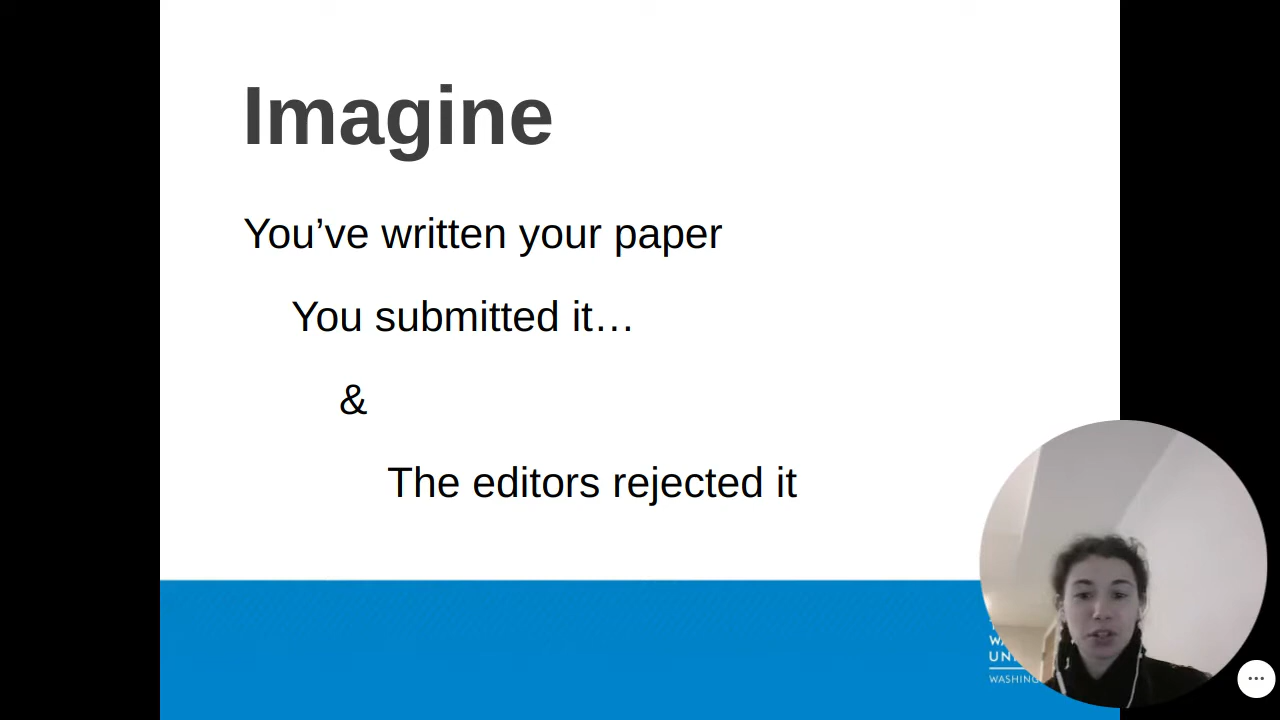 Imagine
You’ve written your paper
You submitted it…
&
The editors rejected it